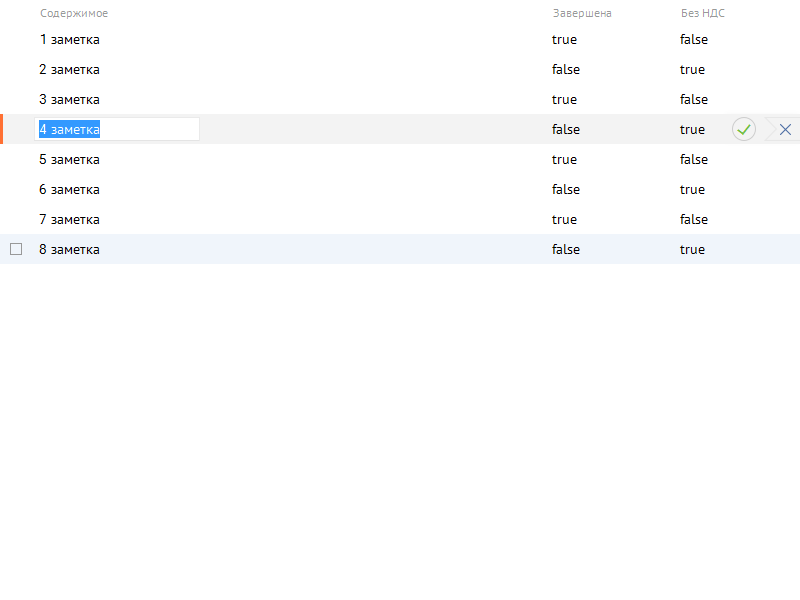 Содержимое Завершена Без НДС
1 заметка true false
2 заметка false true
3 заметка true false
4 заметка false true
5 заметка true false
6 заметка false true
7 заметка true false
8 заметка false true